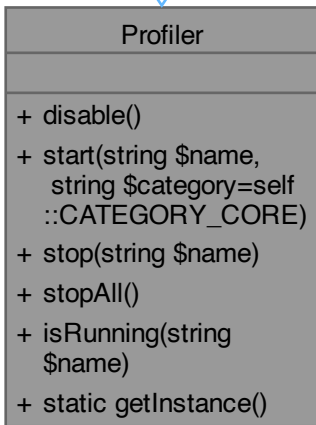 Profiler
+ disable()
+ start(string $name,
string $category=self
::CATEGORY_CORE)
+ stop(string $name)
+ stopAll()
+ isRunning(string
$name)
+ static getInstance()